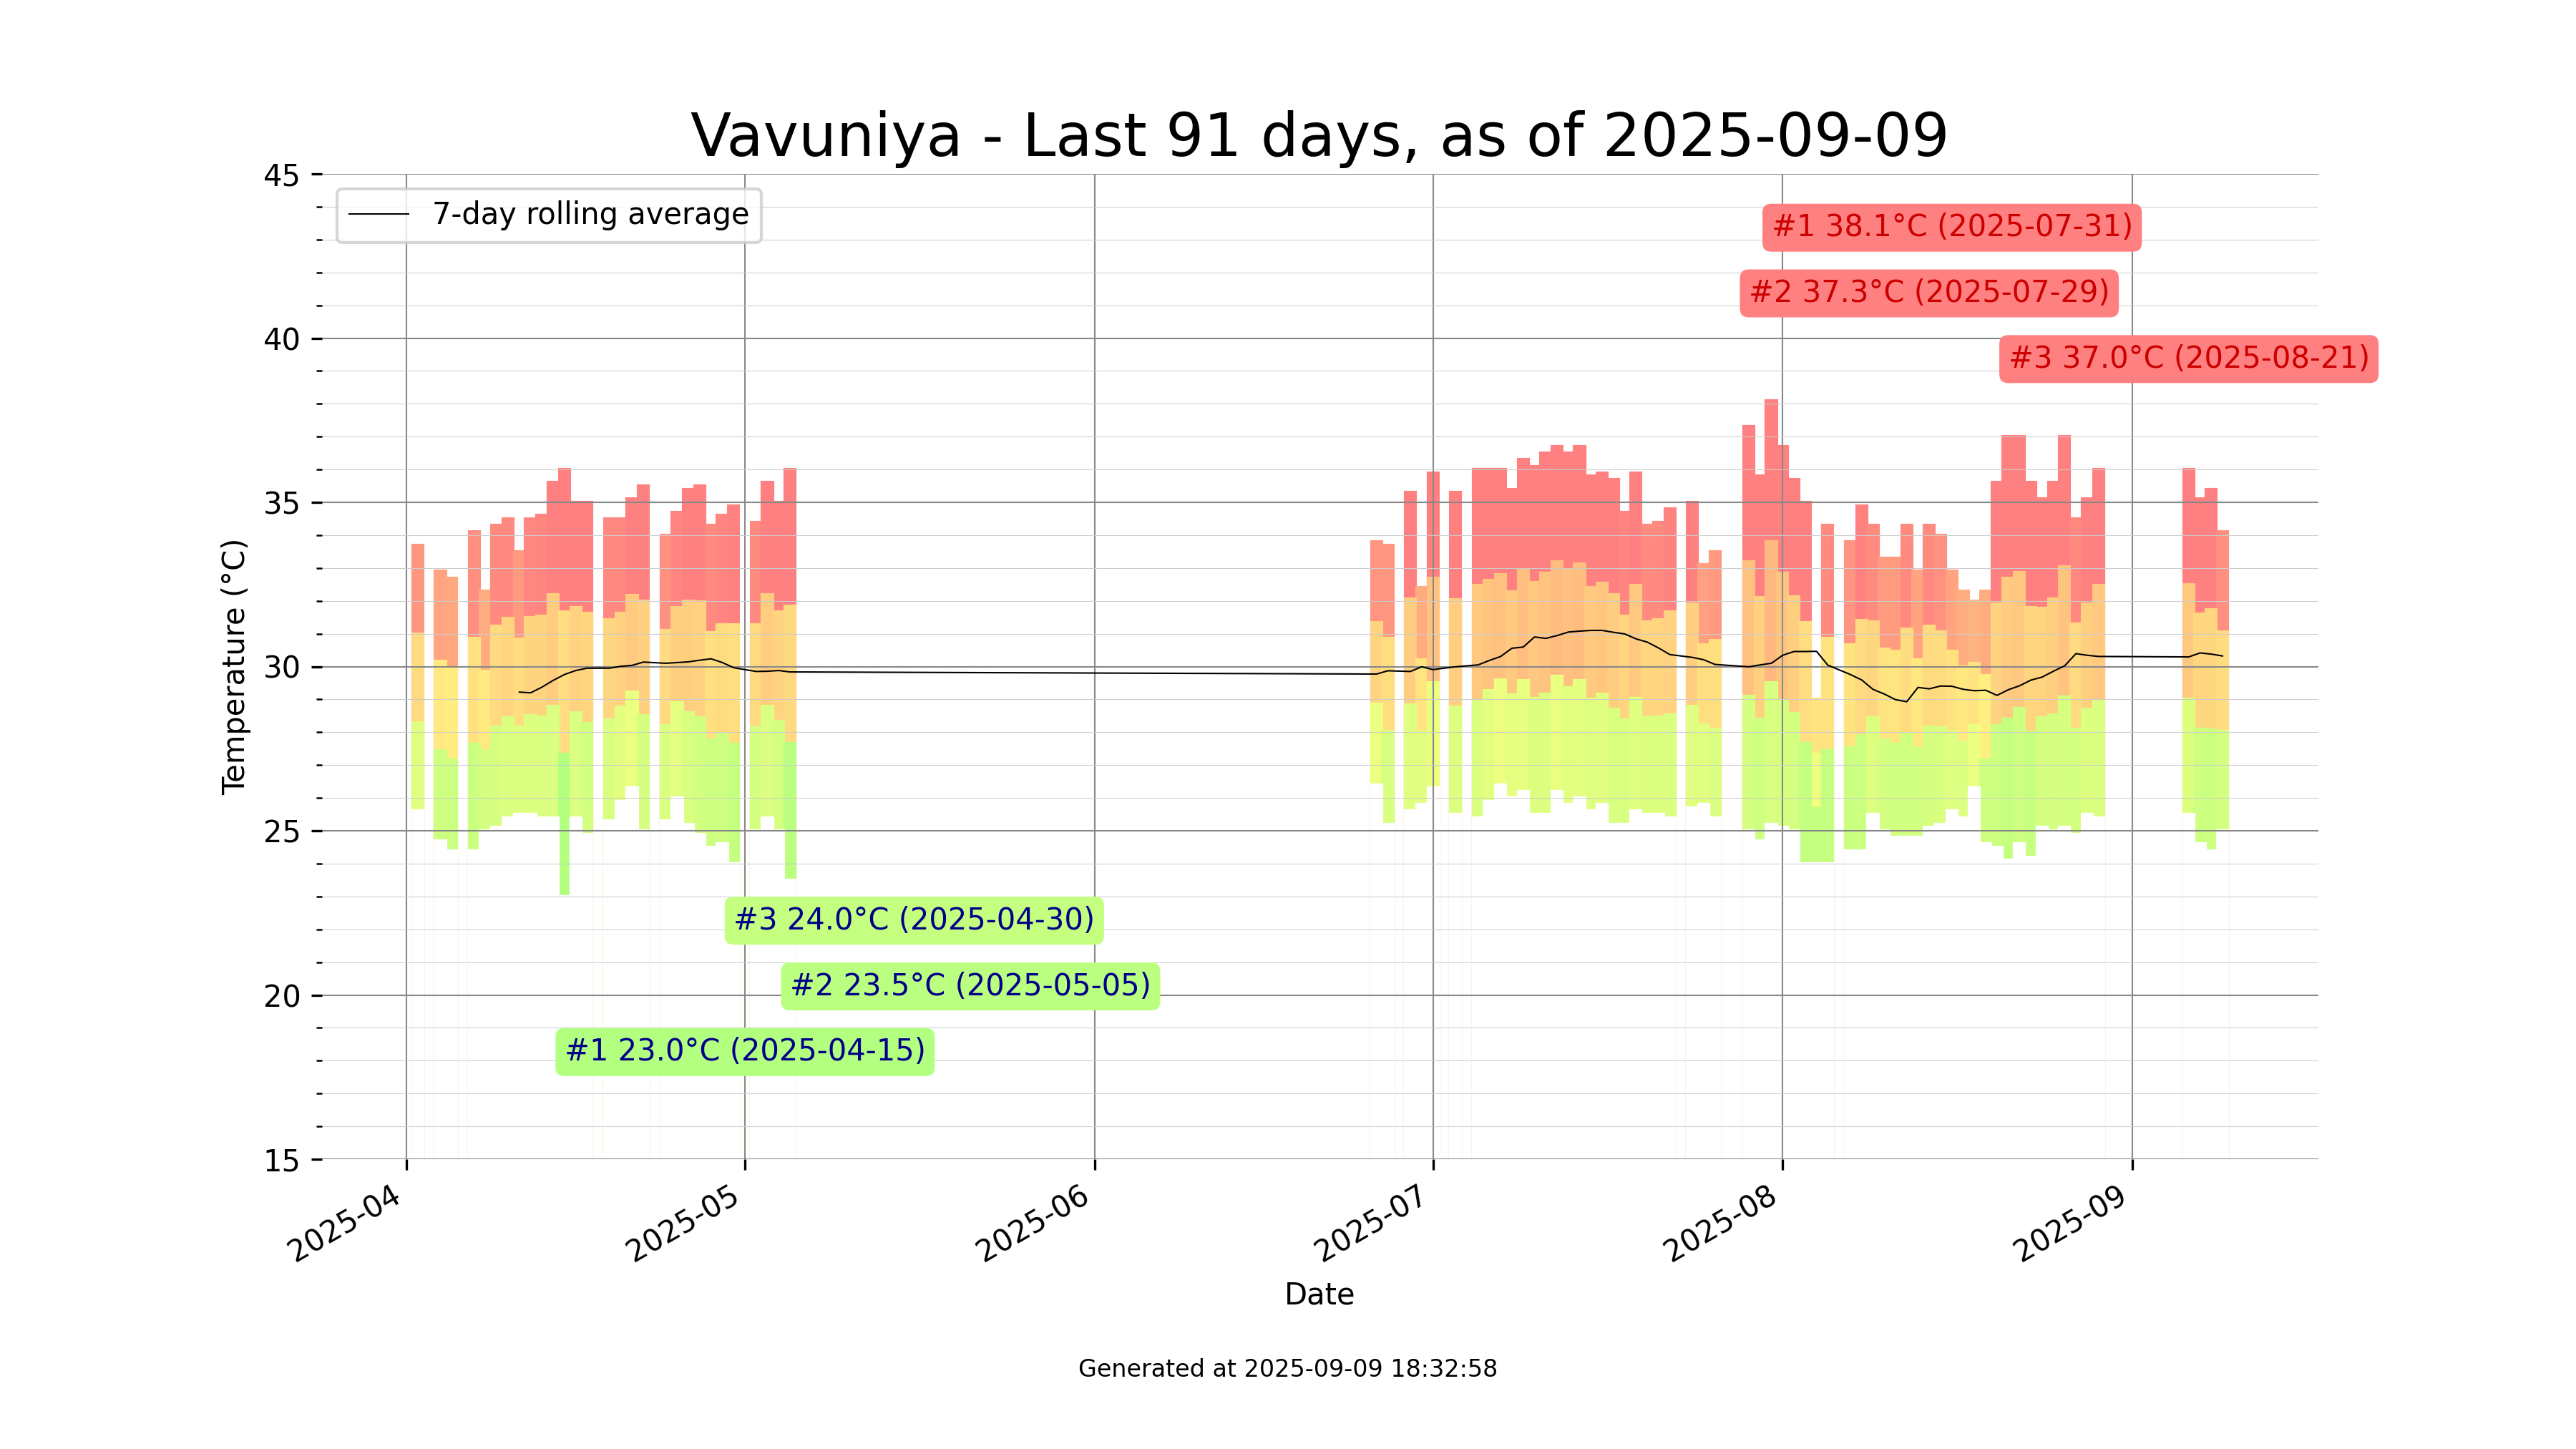 Vavuniya - Last 91 days, as of 2025-09-09
7-day rolling average
#1 38.1°C (2025-07-31)
#2 37.3°C (2025-07-29)
#3 37.0°C (2025-08-21)
#3 24.0°C (2025-04-30)
#2 23.5°C (2025-05-05)
#1 23.0°C (2025-04-15)
Temperature (°C)
45
40
35
30
25
20
15
2025-04
2025-05
2025-06
2025-07
2025-08
2025-09
Date
Generated at 2025-09-09 18:32:58